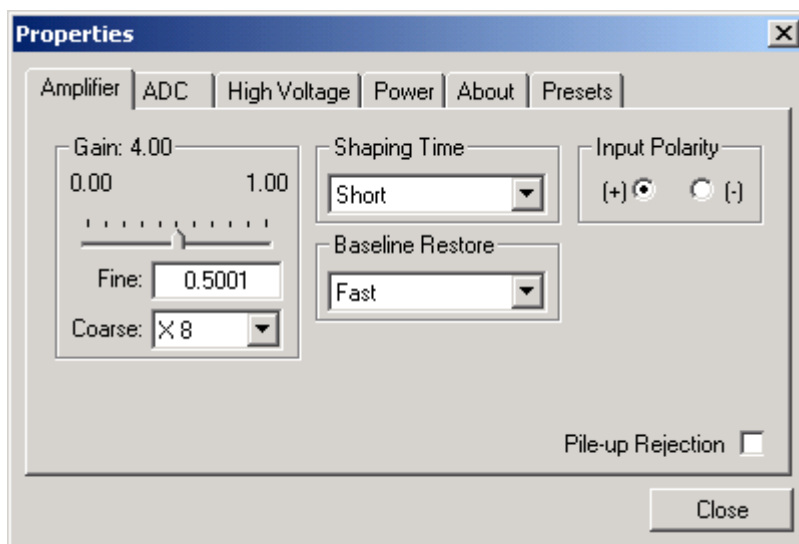 Properties
Amplifier ADC High Voltage Power About Presets
Gain: 4.00
0.00 1.00
Fine: 0.5001
Coarse: X 8
Shaping Time
Short
Baseline Restore
Fast
Input Polarity
(+) (-)
Pile-up Rejection
Close